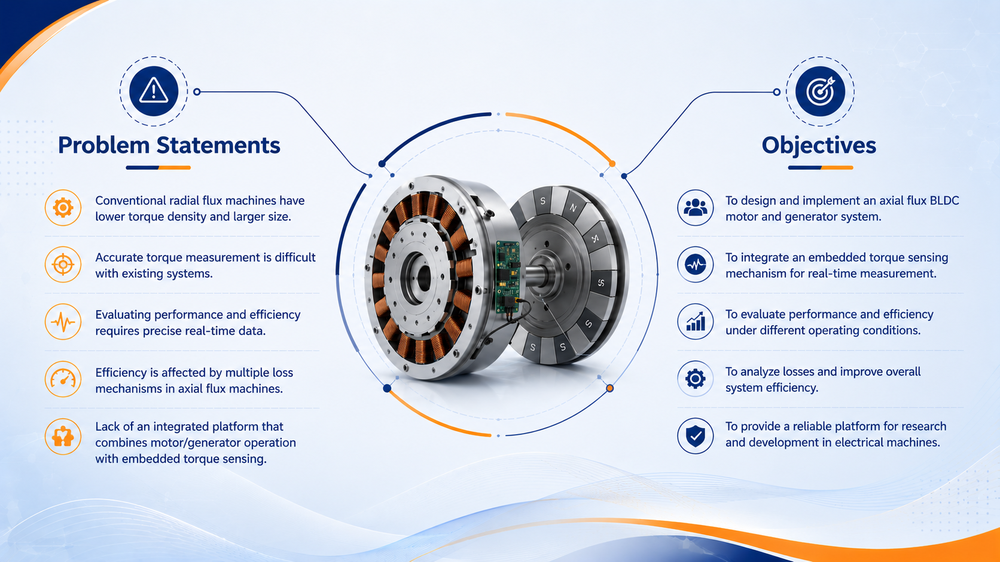 Problem Statements
Conventional radial flux machines have
lower torque density and larger size.
Accurate torque measurement is difficult
with existing systems.
Evaluating performance and efficiency
requires precise real-time data.
Efficiency is affected by multiple loss
mechanisms in axial flux machines.
Lack of an integrated platform that
combines motor/generator operation
with embedded torque sensing.
S
N
S
S
S
S
Objectives
To design and implement an axial flux BLDC
motor and generator system.
To integrate an embedded torque sensing
mechanism for real-time measurement.
To evaluate performance and efficiency
under different operating conditions.
To analyze losses and improve overall
system efficiency.
To provide a reliable platform for research
and development in electrical machines.